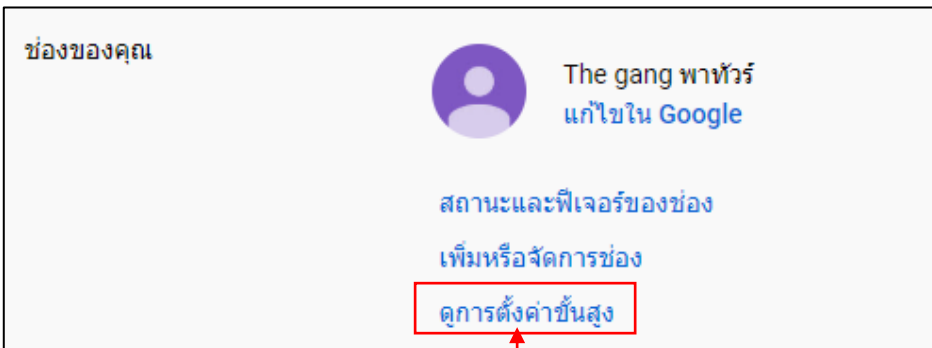 ช่องของคุณ
The gang พาทัวร์
แก้ไขใน Google
สถานะและฟีเจอร์ของช่อง
เพิ่มหรือจัดการช่อง
ดูการตั้งค่าขั้นสูง